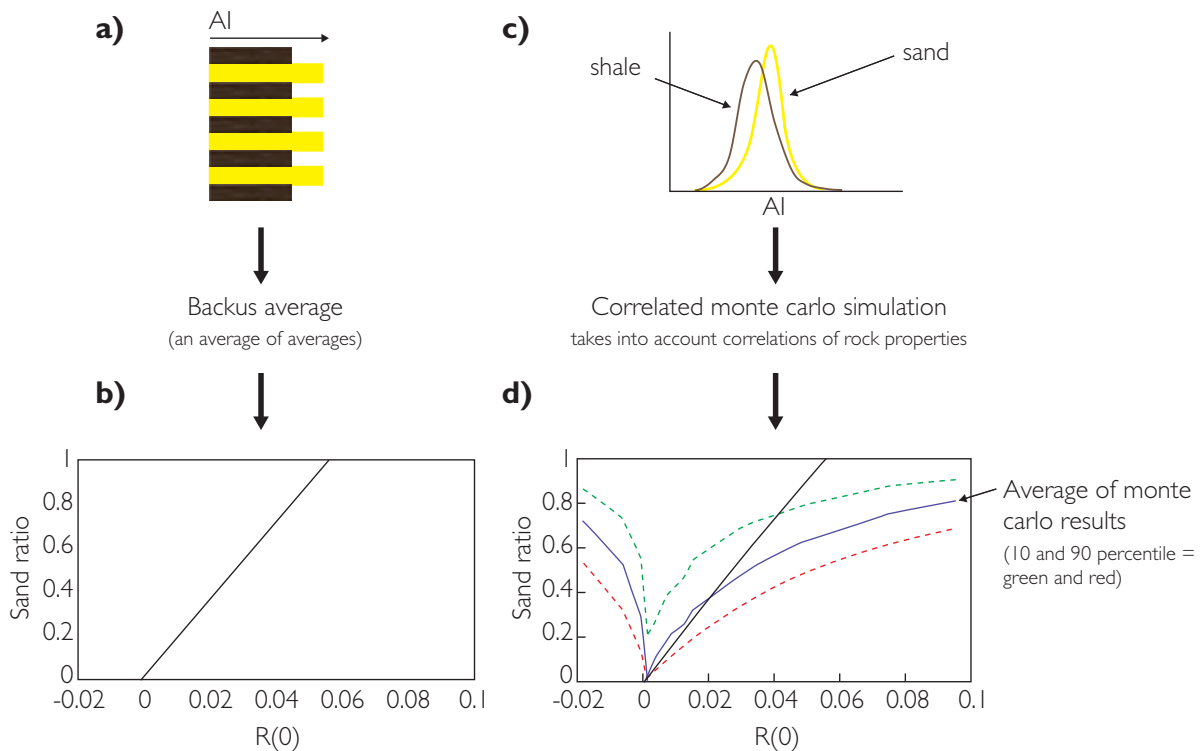 a)
AI
Backus average
(an average of averages)
b)
Sand ratio
1
0.8
0.6
0.4
0.2
0
-0.02 0 0.02 0.04 0.06 0.08 0.1
R(0)
c)
shale
sand
AI
Correlated monte carlo simulation
takes into account correlations of rock properties
d)
Sand ratio
1
0.8
0.6
0.4
0.2
0
-0.02 0 0.02 0.04 0.06 0.08 0.1
R(0)
Average of monte
carlo results
(10 and 90 percentile =
green and red)